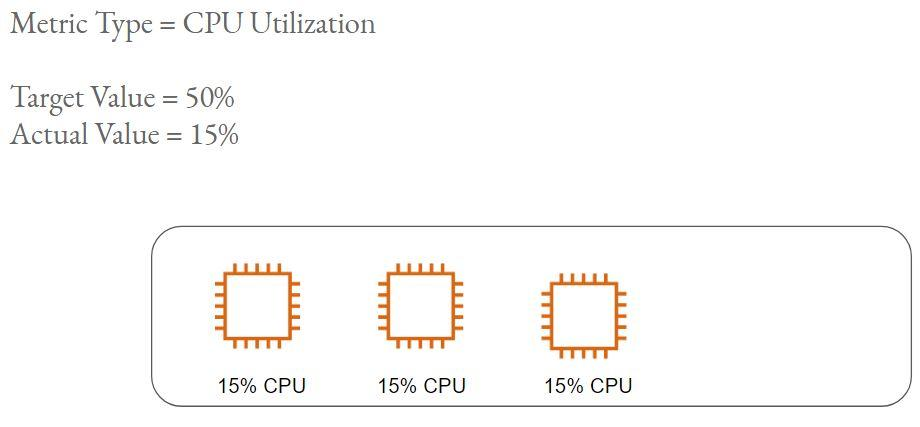 Metric Type = CPU Utilization
Target Value = 50%
Actual Value = 15%
15% CPU
15% CPU
15% CPU